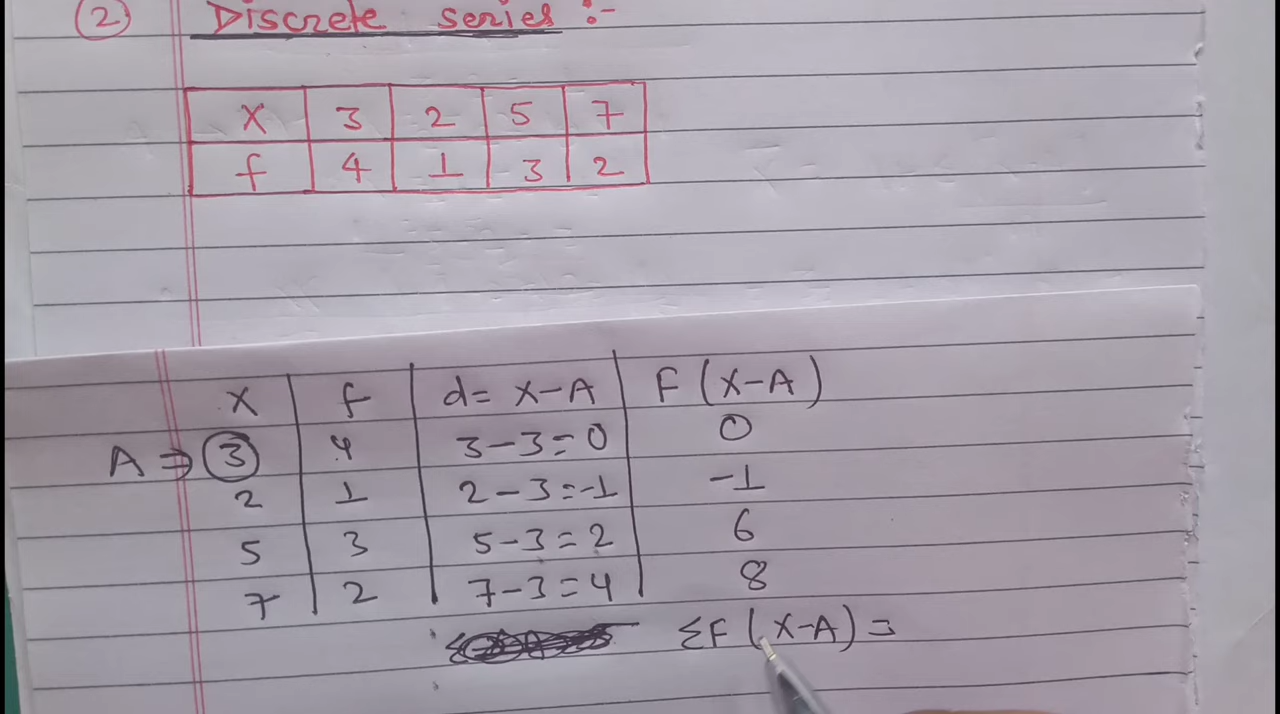 2 Discrete series :-
X 3 2 5 7
f 4 1 3 2
X f d= X-A F (X-A)
A ⇒ 3 4 3-3=0 0
2 1 2-3=-1 -1
5 3 5-3=2 6
7 2 7-3=4 8
ΣF (X-A) =